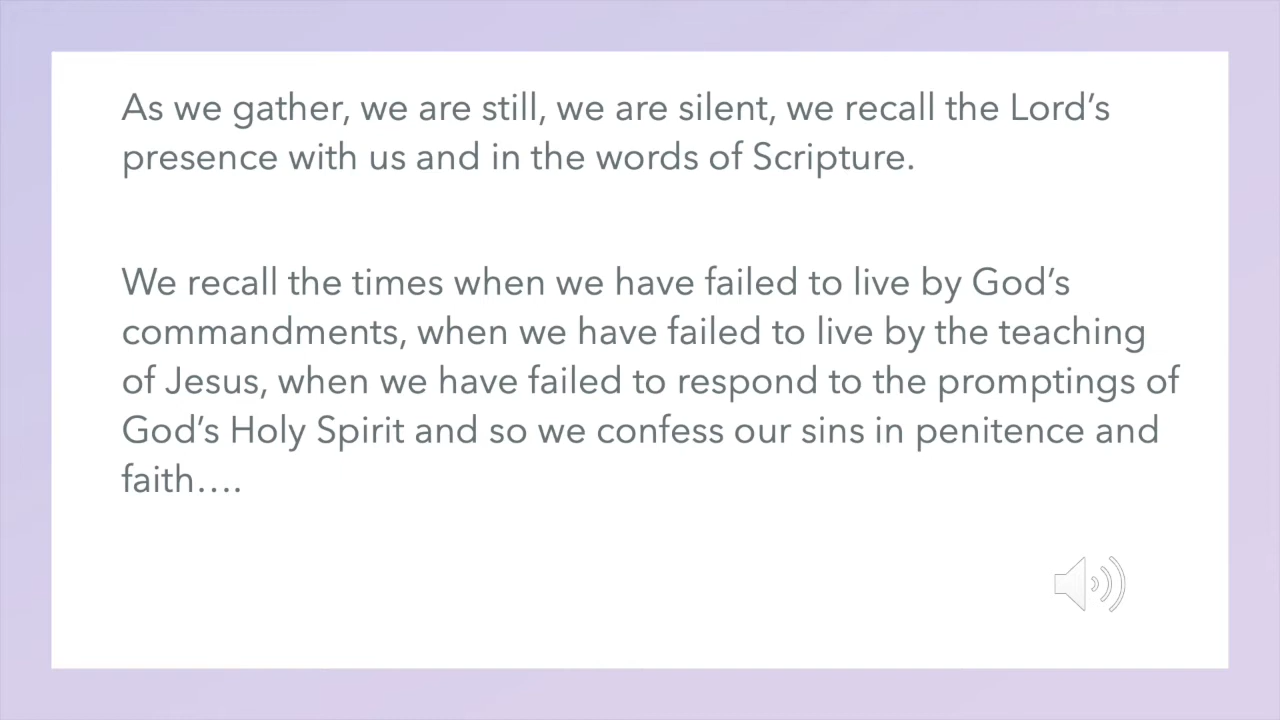 As we gather, we are still, we are silent, we recall the Lord’s
presence with us and in the words of Scripture.
We recall the times when we have failed to live by God’s
commandments, when we have failed to live by the teaching
of Jesus, when we have failed to respond to the promptings of
God’s Holy Spirit and so we confess our sins in penitence and
faith….